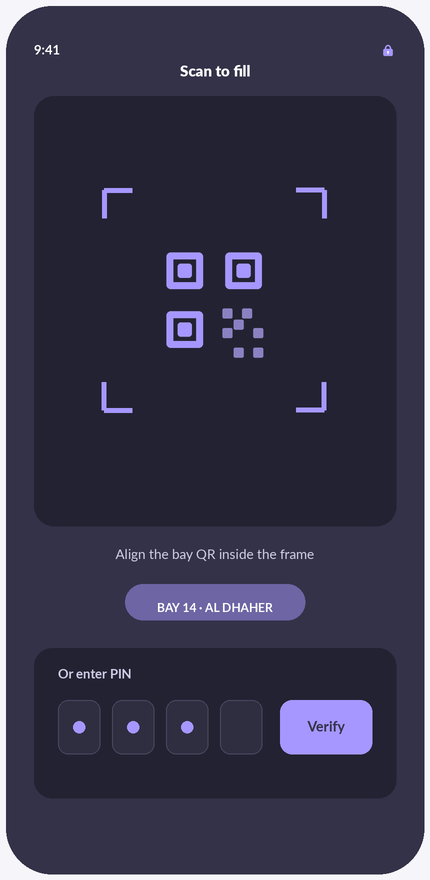 9:41
Scan to fill
Align the bay QR inside the frame
BAY 14 · AL DHAHER
Or enter PIN
Verify